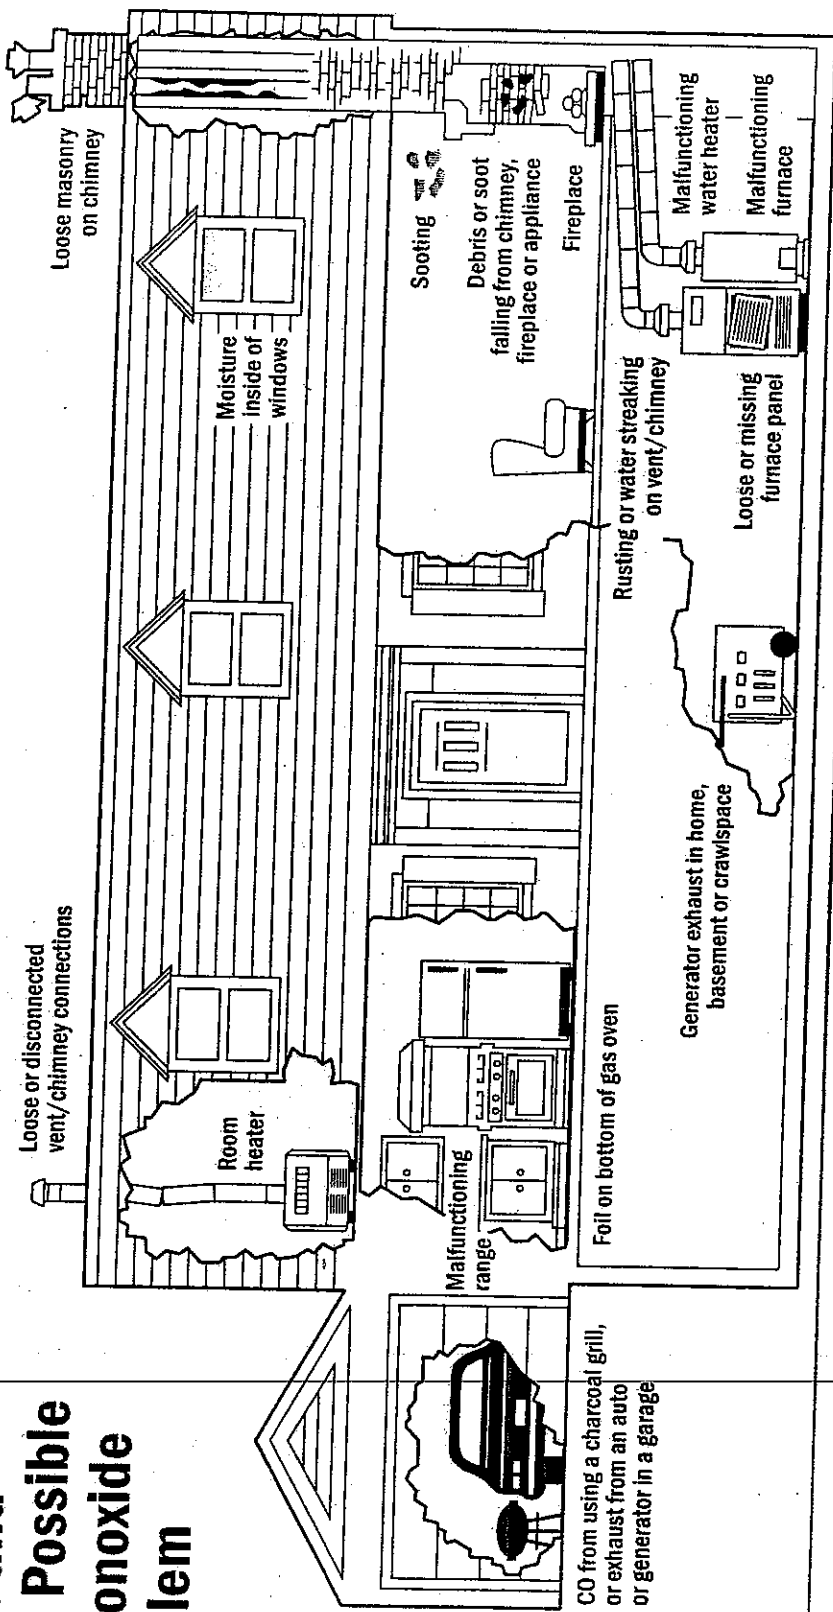 Possible
onoxide
lem
Loose or disconnected
vent/chimney connections
Loose masonry
on chimney
Room
heater
Moisture
inside of
windows
Sooting
Debris or soot
falling from chimney,
fireplace or appliance
Fireplace
Malfunctioning
range
CO from using a charcoal grill,
or exhaust from an auto
or generator in a garage
Foil on bottom of gas oven
Generator exhaust in home,
basement or crawlspace
Rusting or water streaking
on vent/chimney
Loose or missing
furnace panel
Malfunctioning
water heater
Malfunctioning
furnace